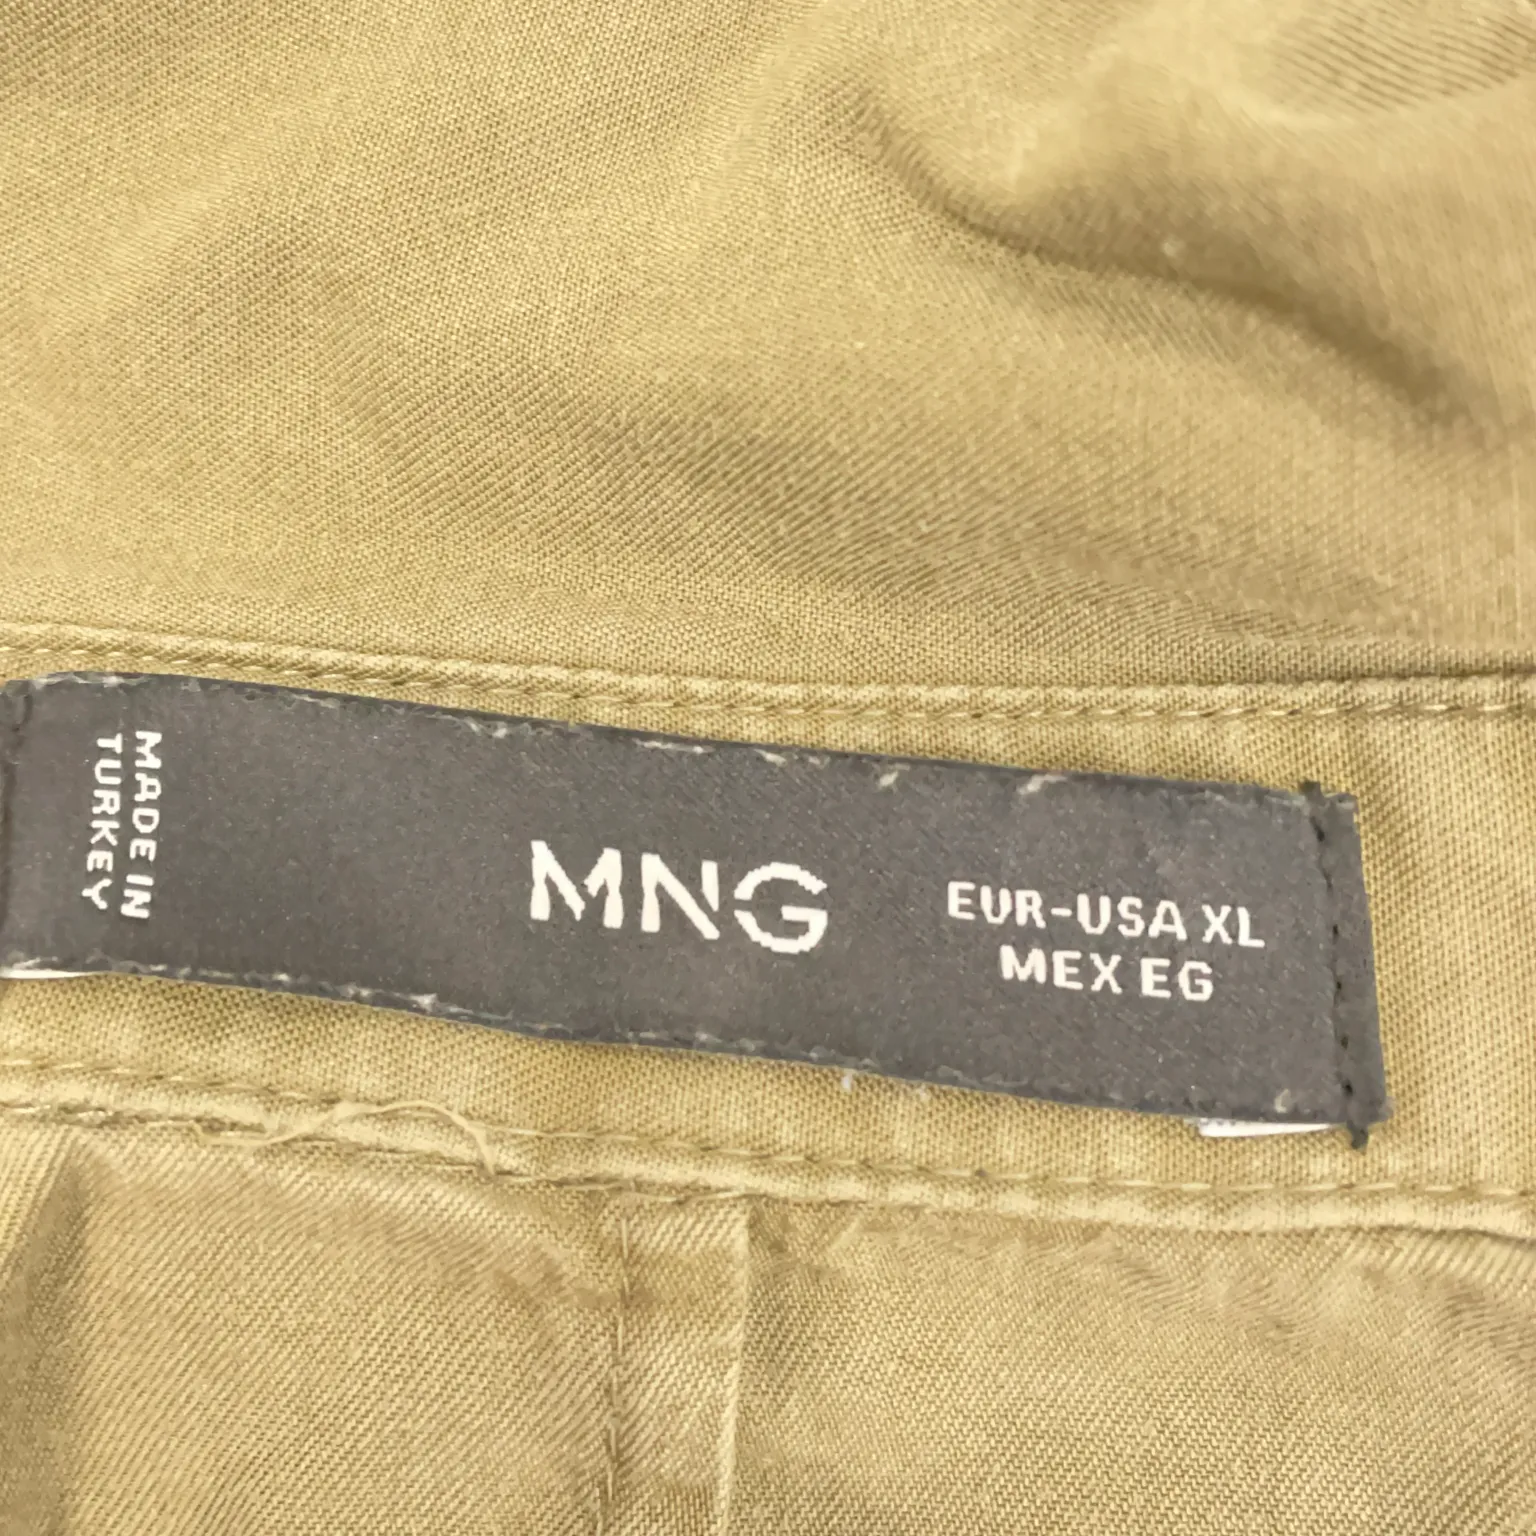 MADE IN
TURKEY
MNG
EUR-USA XL
MEX EG